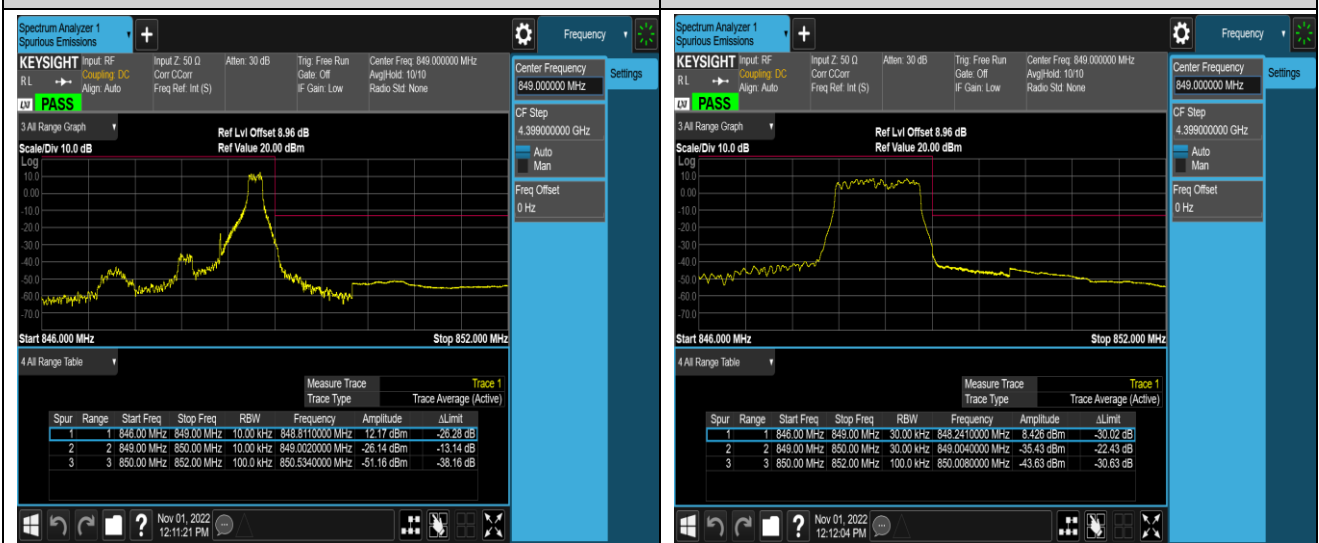 Spectrum Analyzer 1
Spurious Emissions
+
Frequency
KEYSIGHT
RL
Input: RF
Coupling: DC
Align: Auto
Input Z: 50 Ω
Corr CCorr
Freq Ref: Int (S)
Atten: 30 dB
Trig: Free Run
Gate: Off
IF Gain: Low
Center Freq: 849.000000 MHz
Avg|Hold: 10/10
Radio Std: None
LXI PASS
Center Frequency
849.000000 MHz
Settings
CF Step
4.399000000 GHz
Auto
Man
Freq Offset
0 Hz
3 All Range Graph
Ref Lvl Offset 8.96 dB
Scale/Div 10.0 dB Ref Value 20.00 dBm
Log
10.0
0.00
-10.0
-20.0
-30.0
-40.0
-50.0
-60.0
-70.0
Start 846.000 MHz Stop 852.000 MHz
4 All Range Table
Measure Trace Trace 1
Trace Type Trace Average (Active)
Spur Range Start Freq Stop Freq RBW Frequency Amplitude ΔLimit
1 1 846.00 MHz 849.00 MHz 10.00 kHz 848.8110000 MHz 12.17 dBm -26.28 dB
2 2 849.00 MHz 850.00 MHz 10.00 kHz 849.0020000 MHz -26.14 dBm -13.14 dB
3 3 850.00 MHz 852.00 MHz 100.0 kHz 850.5340000 MHz -51.16 dBm -38.16 dB
?
Nov 01, 2022
12:11:21 PM
Spectrum Analyzer 1
Spurious Emissions
+
Frequency
KEYSIGHT
RL
Input: RF
Coupling: DC
Align: Auto
Input Z: 50 Ω
Corr CCorr
Freq Ref: Int (S)
Atten: 30 dB
Trig: Free Run
Gate: Off
IF Gain: Low
Center Freq: 849.000000 MHz
Avg|Hold: 10/10
Radio Std: None
LXI PASS
Center Frequency
849.000000 MHz
Settings
CF Step
4.399000000 GHz
Auto
Man
Freq Offset
0 Hz
3 All Range Graph
Ref Lvl Offset 8.96 dB
Scale/Div 10.0 dB Ref Value 20.00 dBm
Log
10.0
0.00
-10.0
-20.0
-30.0
-40.0
-50.0
-60.0
-70.0
Start 846.000 MHz Stop 852.000 MHz
4 All Range Table
Measure Trace Trace 1
Trace Type Trace Average (Active)
Spur Range Start Freq Stop Freq RBW Frequency Amplitude ΔLimit
1 1 846.00 MHz 849.00 MHz 30.00 kHz 848.2410000 MHz 8.426 dBm -30.02 dB
2 2 849.00 MHz 850.00 MHz 30.00 kHz 849.0040000 MHz -35.43 dBm -22.43 dB
3 3 850.00 MHz 852.00 MHz 100.0 kHz 850.0080000 MHz -43.63 dBm -30.63 dB
?
Nov 01, 2022
12:12:04 PM